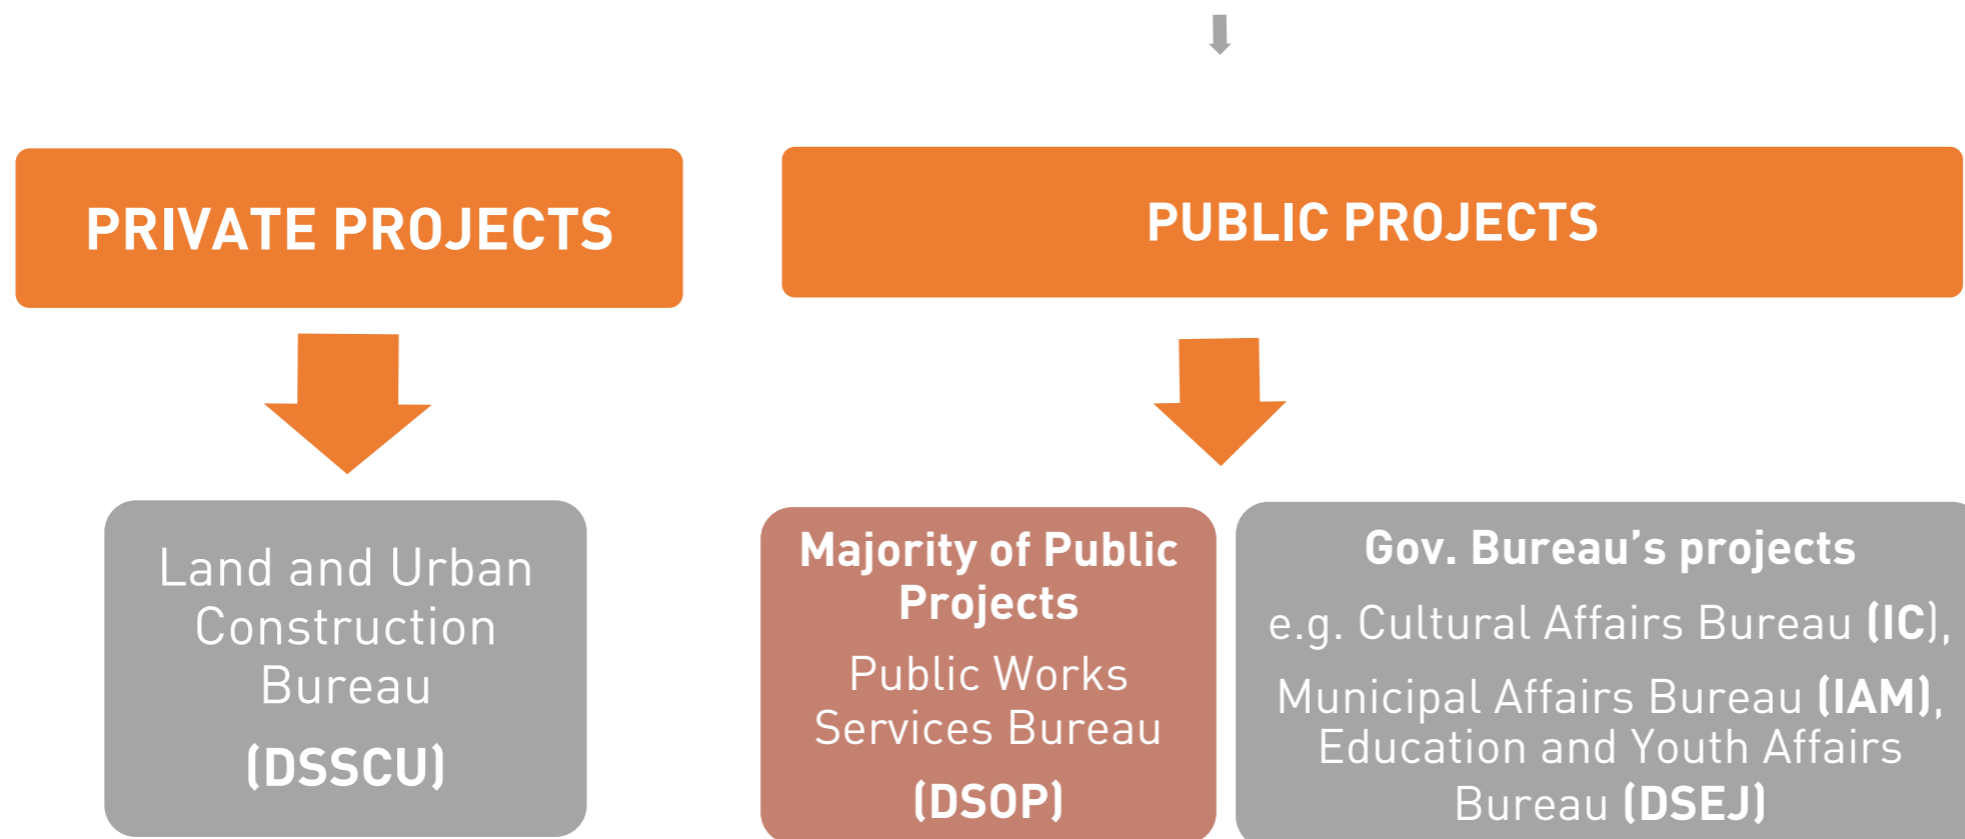 PRIVATE PROJECTS
PUBLIC PROJECTS
Land and Urban
Construction
Bureau
(DSSCU)
Majority of Public
Projects
Public Works
Services Bureau
(DSOP)
Gov. Bureau’s projects
e.g. Cultural Affairs Bureau (IC),
Municipal Affairs Bureau (IAM),
Education and Youth Affairs
Bureau (DSEJ)